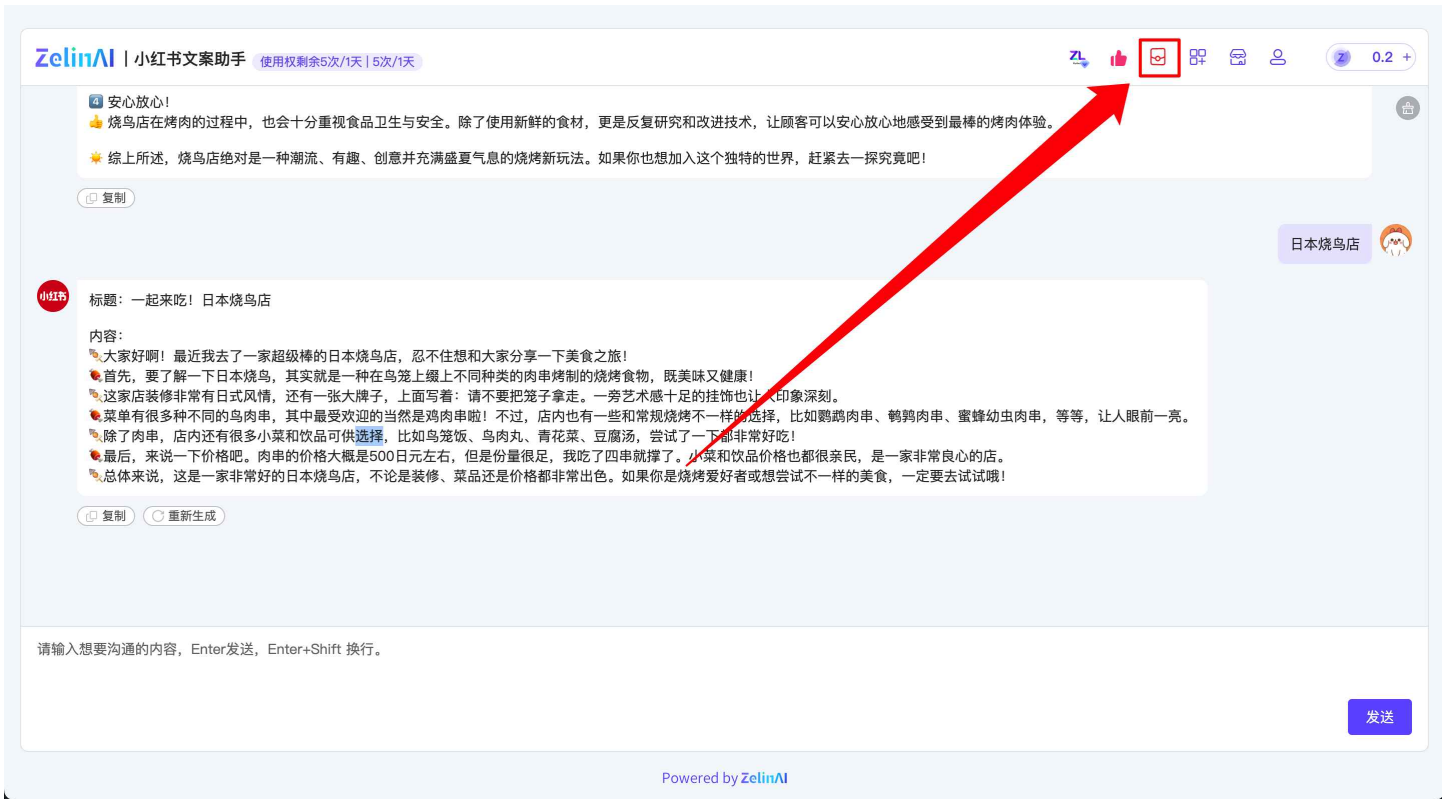 ZelinAI | 小红书文案助手 使用权剩余5次/1天 | 5次/1天
ZL
Z 0.2 +
4 安心放心！
烧鸟店在烤肉的过程中，也会十分重视食品卫生与安全。除了使用新鲜的食材，更是反复研究和改进技术，让顾客可以安心放心地感受到最棒的烤肉体验。
综上所述，烧鸟店绝对是一种潮流、有趣、创意并充满盛夏气息的烧烤新玩法。如果你也想加入这个独特的世界，赶紧去一探究竟吧！
复制
日本烧鸟店
小红书
标题：一起来吃！日本烧鸟店
内容：
🍢大家好啊！最近我去了一家超级棒的日本烧鸟店，忍不住想和大家分享一下美食之旅！
首先，要了解一下日本烧鸟，其实就是一种在鸟笼上缀上不同种类的肉串烤制的烧烤食物，既美味又健康！
🍢这家店装修非常有日式风情，还有一张大牌子，上面写着：请不要把笼子拿走。一旁艺术感十足的挂饰也让人印象深刻。
菜单有很多种不同的鸟肉串，其中最受欢迎的当然是鸡肉串啦！不过，店内也有一些和常规烧烤不一样的选择，比如鹦鹉肉串、鹌鹑肉串、蜜蜂幼虫肉串，等等，让人眼前一亮。
🍢除了肉串，店内还有很多小菜和饮品可供选择，比如鸟笼饭、鸟肉丸、青花菜、豆腐汤，尝试了一下都非常好吃！
最后，来说一下价格吧。肉串的价格大概是500日元左右，但是份量很足，我吃了四串就撑了。小菜和饮品价格也都很亲民，是一家非常良心的店。
🍢总体来说，这是一家非常好的日本烧鸟店，不论是装修、菜品还是价格都非常出色。如果你是烧烤爱好者或想尝试不一样的美食，一定要去试试哦！
复制 重新生成
请输入想要沟通的内容，Enter发送，Enter+Shift 换行。
发送
Powered by ZelinAI